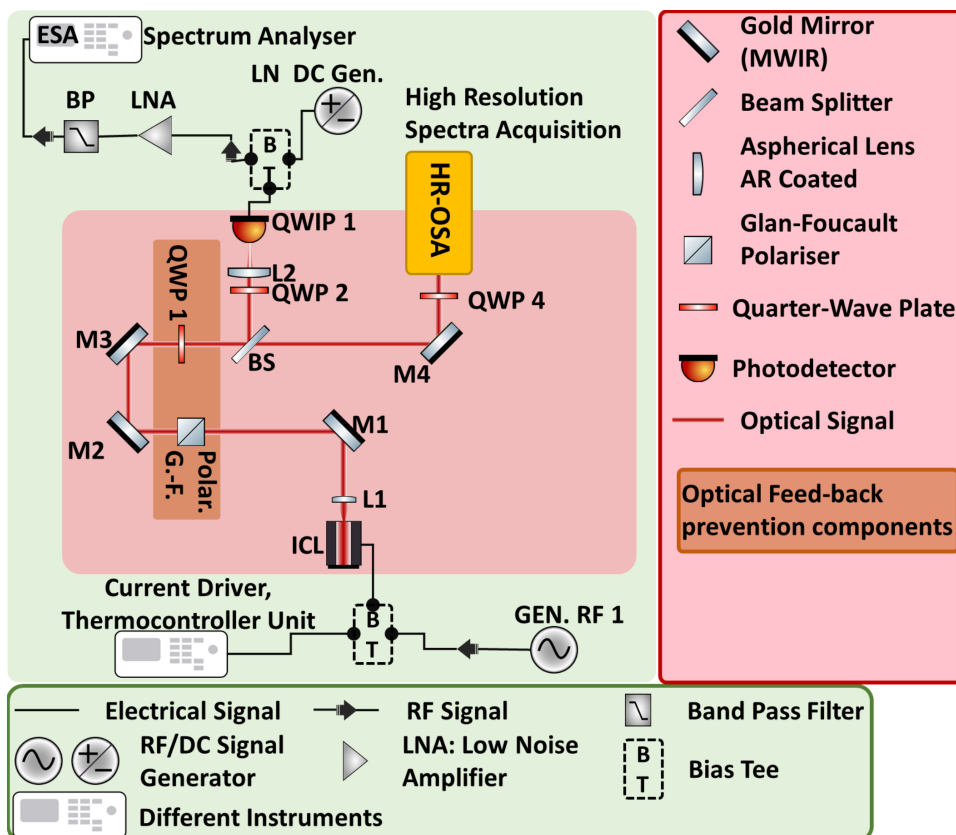 ESA
Spectrum Analyser
BP
LNA
LN DC Gen.
B
T
High Resolution
Spectra Acquisition
HR-OSA
QWIP 1
L2
QWP 2
QWP 1
QWP 4
M3
BS
M4
M2
M1
Polar.
G.-F.
L1
ICL
Current Driver,
Thermocontroller Unit
B
T
GEN. RF 1
Gold Mirror
(MWIR)
Beam Splitter
Aspherical Lens
AR Coated
Glan-Foucault
Polariser
Quarter-Wave Plate
Photodetector
Optical Signal
Optical Feed-back
prevention components
Electrical Signal
RF Signal
Band Pass Filter
RF/DC Signal
Generator
LNA: Low Noise
Amplifier
B
T
Bias Tee
Different Instruments